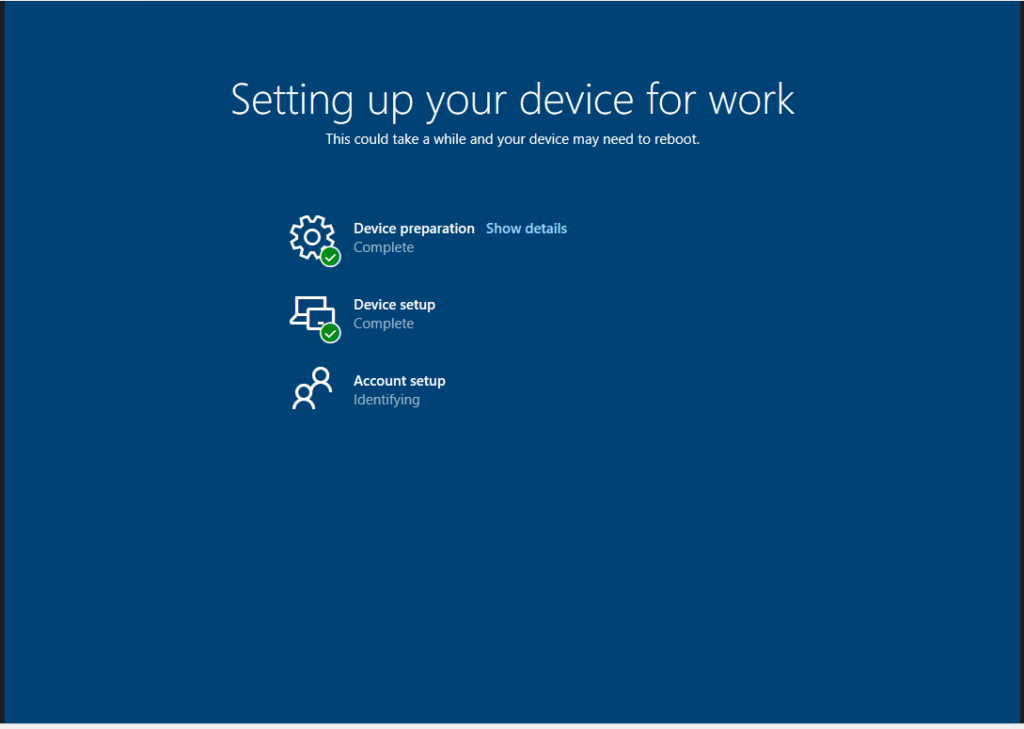 Setting up your device for work
This could take a while and your device may need to reboot.
Device preparation Show details
Complete
Device setup
Complete
Account setup
Identifying